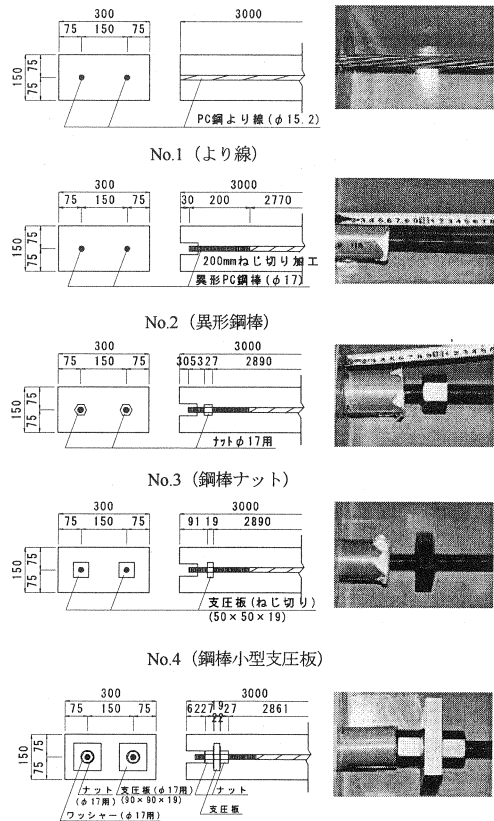 300
3000
75 150 75
150
75 75
PC鋼より線(φ15.2)
No.1（より線）
300
3000
75 150 75
30 200 2770
150
75 75
200mmねじ切り加工
異形PC鋼棒(φ17)
No.2（異形鋼棒）
300
3000
75 150 75
305327 2890
150
75 75
ナットφ17用
No.3（鋼棒ナット）
300
3000
75 150 75
91 19 2890
150
75 75
支圧板(ねじ切り)
(50×50×19)
No.4（鋼棒小型支圧板）
300
3000
75 150 75
19
6227 27 2861
22
150
75 75
ナット 支圧板(φ17用)
(φ17用) (90×90×19)
ワッシャー(φ17用)
ナット
支圧板